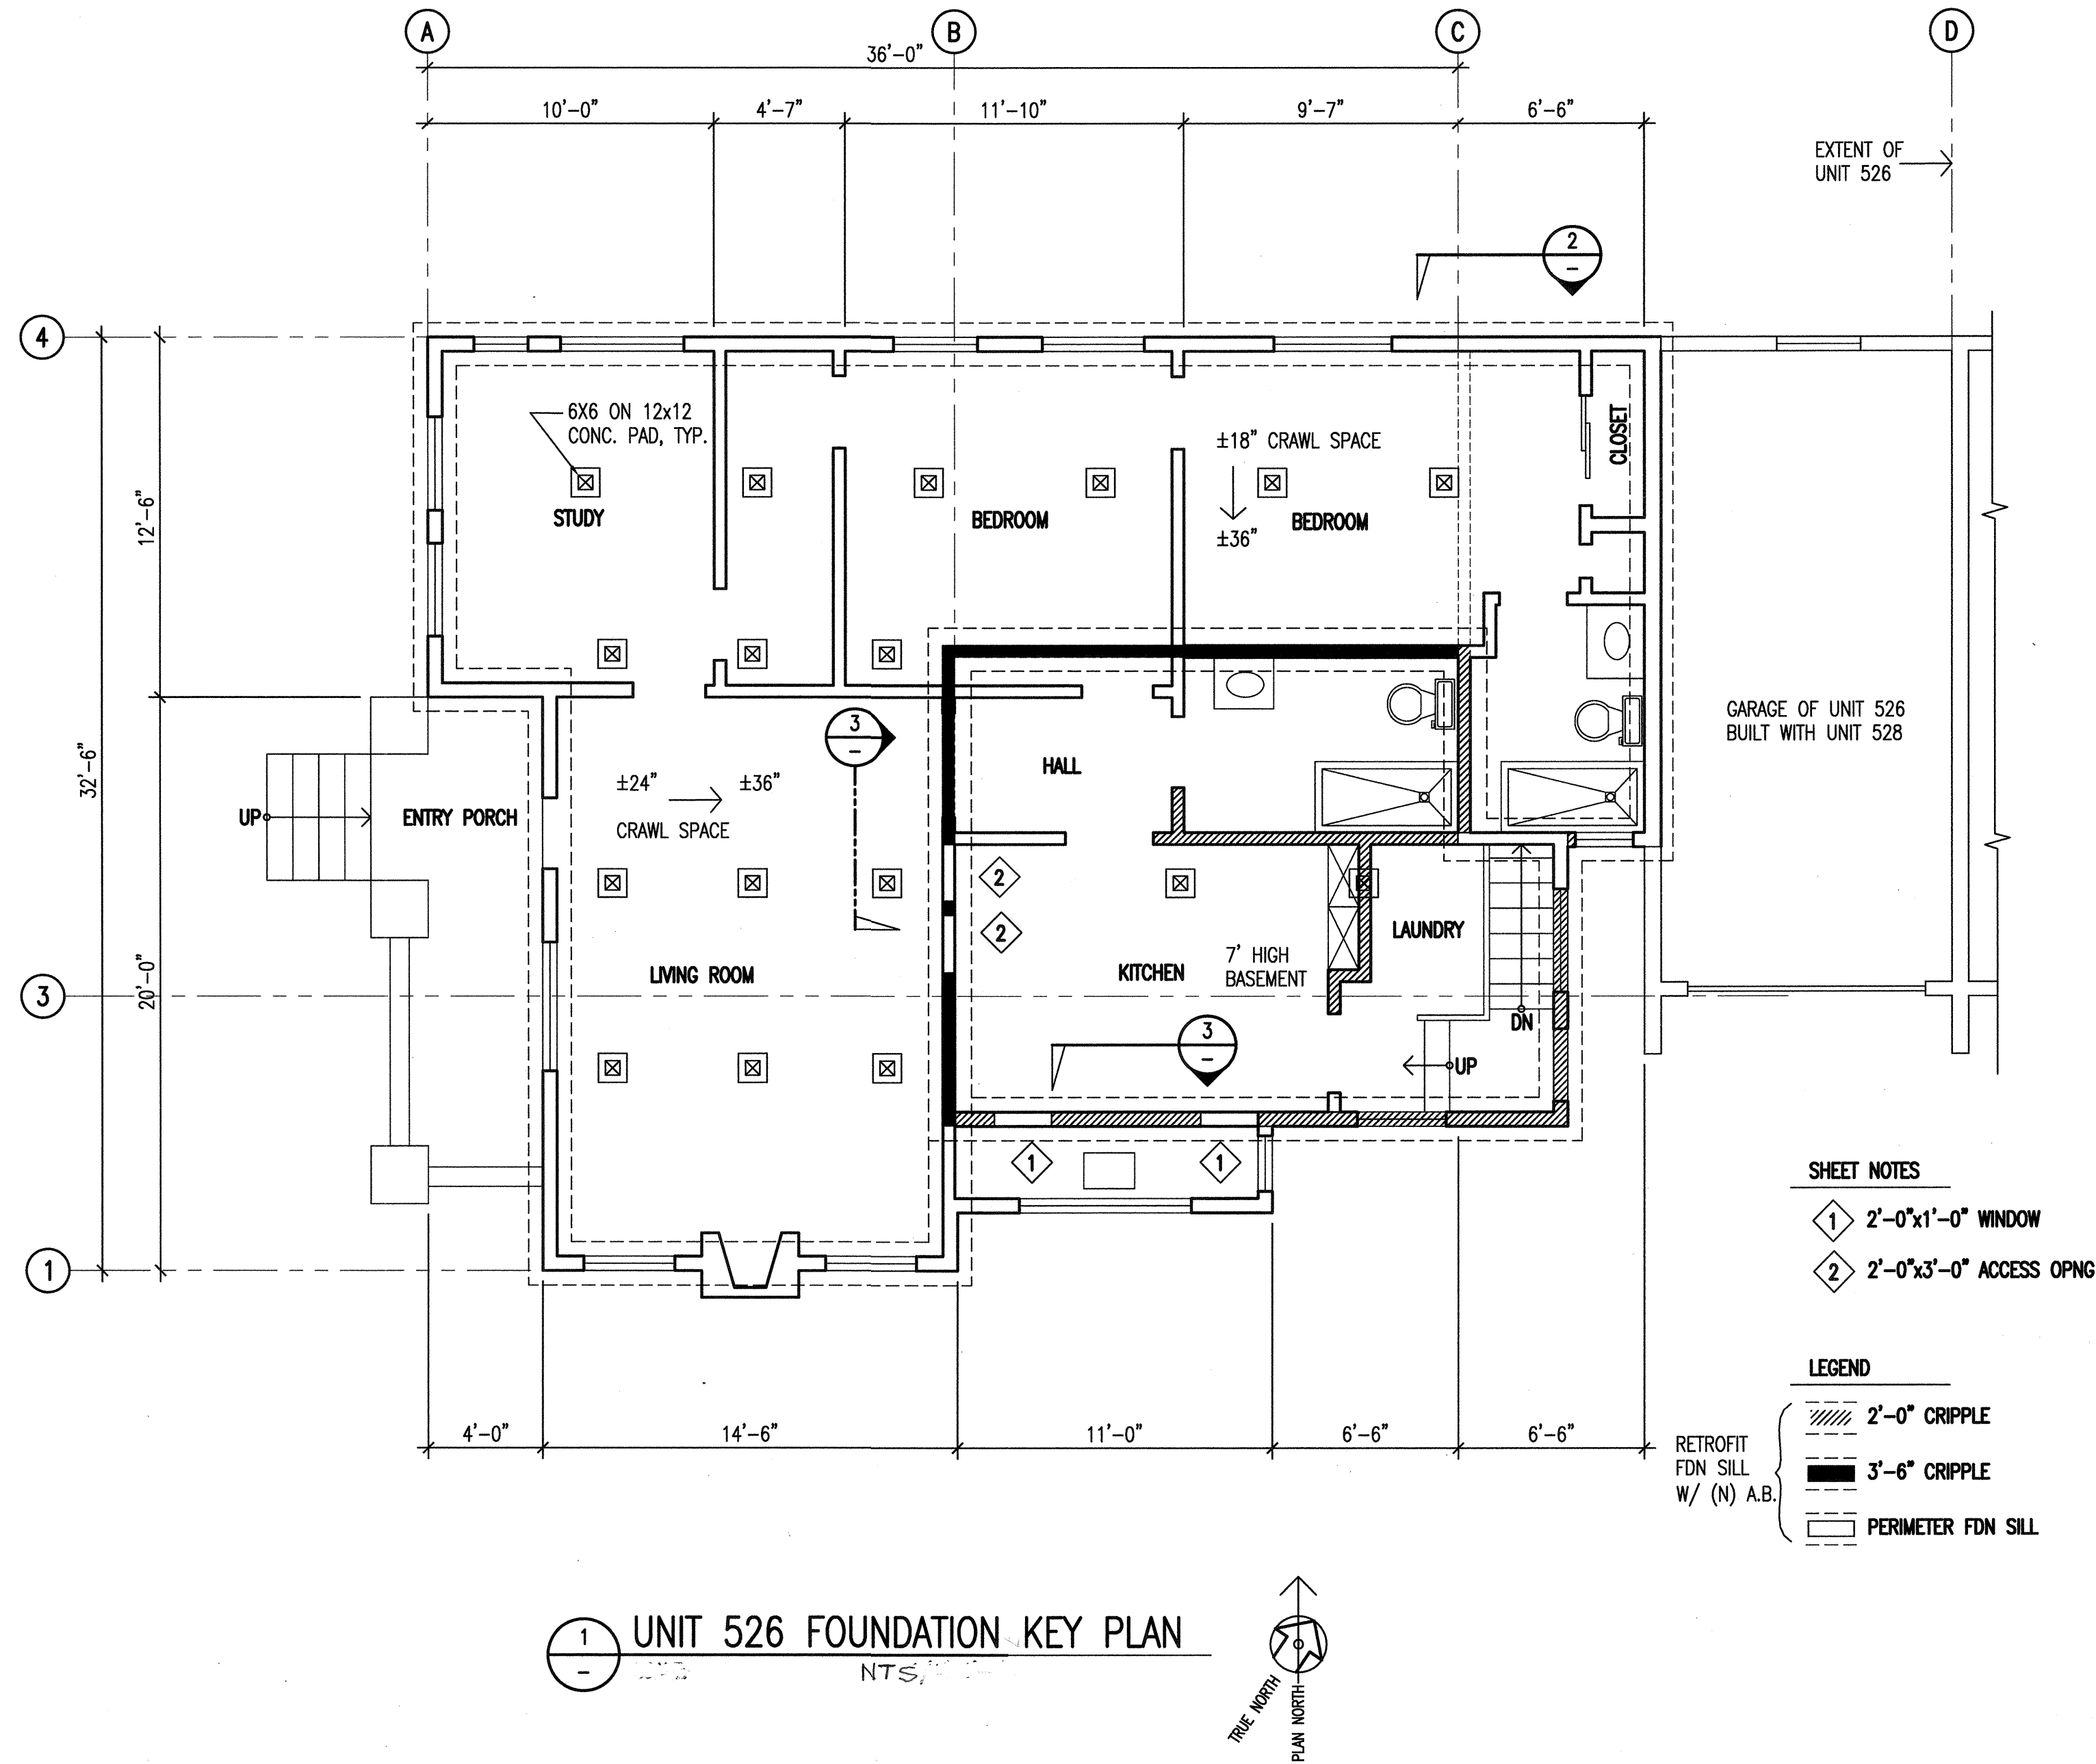 A
B
C
D
36'-0"
10'-0"
4'-7"
11'-10"
9'-7"
6'-6"
EXTENT OF
UNIT 526
2
–
4
6X6 ON 12x12
CONC. PAD, TYP.
±18" CRAWL SPACE
±36"
CLOSET
STUDY
BEDROOM
BEDROOM
12'-6"
32'-6"
20'-0"
3
–
HALL
GARAGE OF UNIT 526
BUILT WITH UNIT 528
±24"
±36"
CRAWL SPACE
UP
ENTRY PORCH
2
2
LAUNDRY
LIVING ROOM
KITCHEN
7' HIGH
BASEMENT
3
DN
3
–
UP
1
1
1
SHEET NOTES
1 2'-0"x1'-0" WINDOW
2 2'-0"x3'-0" ACCESS OPNG
LEGEND
2'-0" CRIPPLE
3'-6" CRIPPLE
PERIMETER FDN SILL
RETROFIT
FDN SILL
W/ (N) A.B.
4'-0"
14'-6"
11'-0"
6'-6"
6'-6"
1
–
UNIT 526 FOUNDATION KEY PLAN
NTS
TRUE NORTH
PLAN NORTH